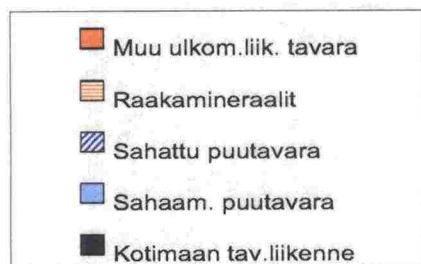 Muu ulkom.liik. tavara
Raakamineraalit
Sahattu puutavara
Sahaam. puutavara
Kotimaan tav.liikenne